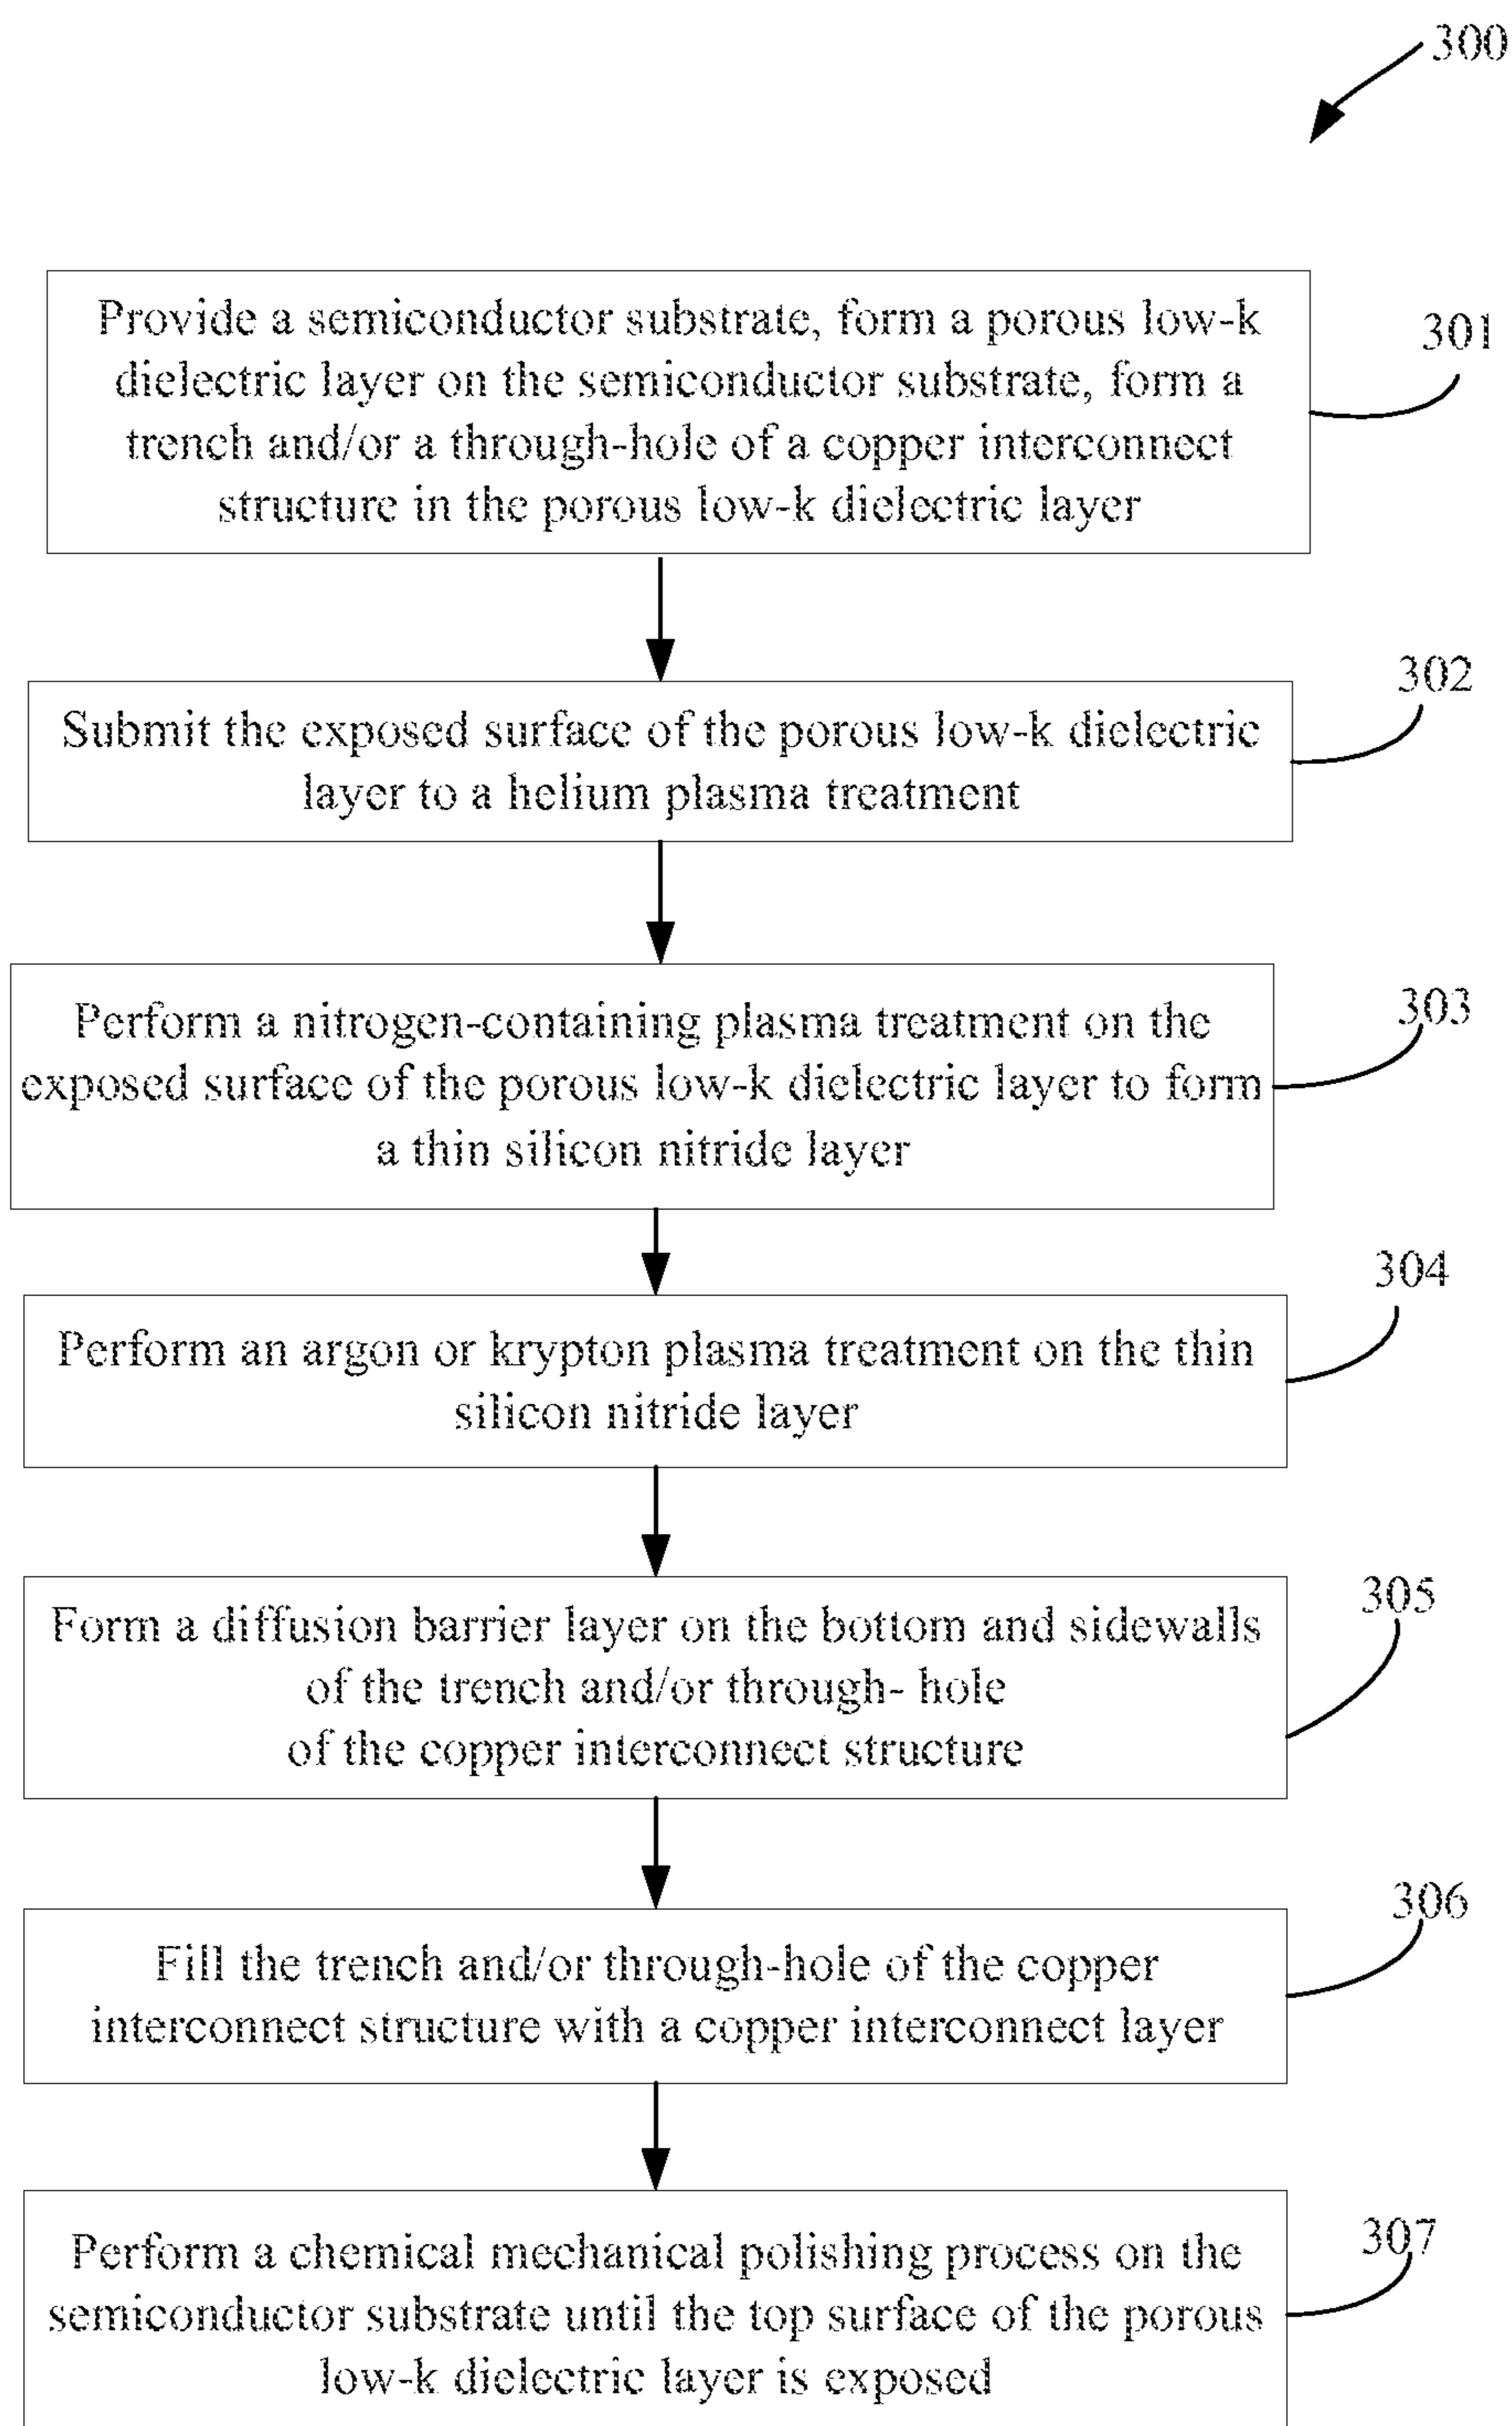 300
Provide a semiconductor substrate, form a porous low-k
dielectric layer on the semiconductor substrate, form a
trench and/or a through-hole of a copper interconnect
structure in the porous low-k dielectric layer
301
302
Submit the exposed surface of the porous low-k dielectric
layer to a helium plasma treatment
303
Perform a nitrogen-containing plasma treatment on the
exposed surface of the porous low-k dielectric layer to form
a thin silicon nitride layer
304
Perform an argon or krypton plasma treatment on the thin
silicon nitride layer
305
Form a diffusion barrier layer on the bottom and sidewalls
of the trench and/or through- hole
of the copper interconnect structure
306
Fill the trench and/or through-hole of the copper
interconnect structure with a copper interconnect layer
307
Perform a chemical mechanical polishing process on the
semiconductor substrate until the top surface of the porous
low-k dielectric layer is exposed